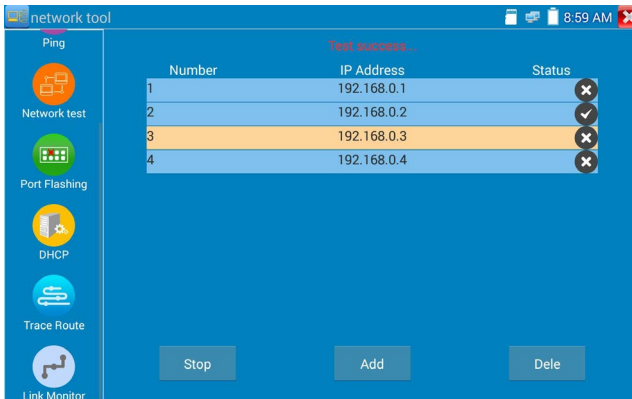 network tool
8:59 AM
Ping
Network test
Port Flashing
DHCP
Trace Route
Link Monitor
Test success...
Number IP Address Status
1 192.168.0.1
2 192.168.0.2
3 192.168.0.3
4 192.168.0.4
Stop Add Dele